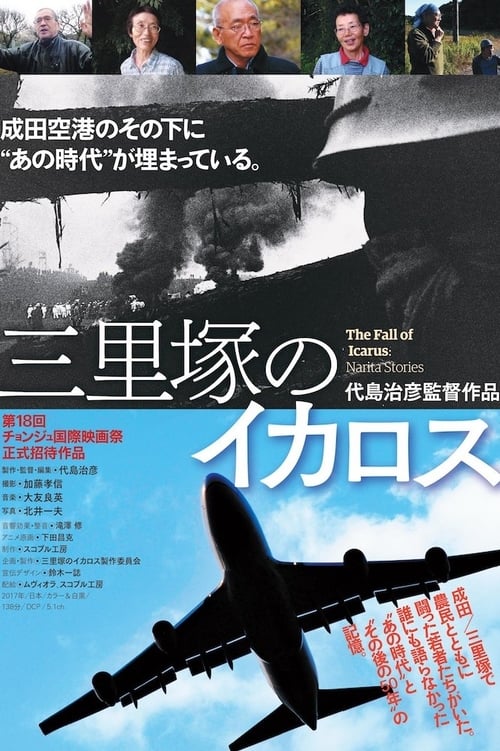 成田空港のその下に
“あの時代”が埋まっている。
三里塚の
イカロス
The Fall of
Icarus:
Narita Stories
代島治彦監督作品
第18回
チョンジュ国際映画祭
正式招待作品
製作・監督・編集・代島治彦
撮影・加藤孝信
音楽・大友良英
写真・北井一夫
音響効果・整音・滝澤 修
アニメ原画・下田昌克
制作・スコブル工房
企画・製作・三里塚のイカロス製作委員会
宣伝デザイン・鈴木一誌
配給・ムヴィオラ、スコブル工房
2017年/日本/カラー&白黒/
138分/DCP/5.1ch.
成田/三里塚で
農民とともに
闘った若者たちがいた。
誰にも語らなかった
“あの時代”と
“その後の50年”の
記憶。